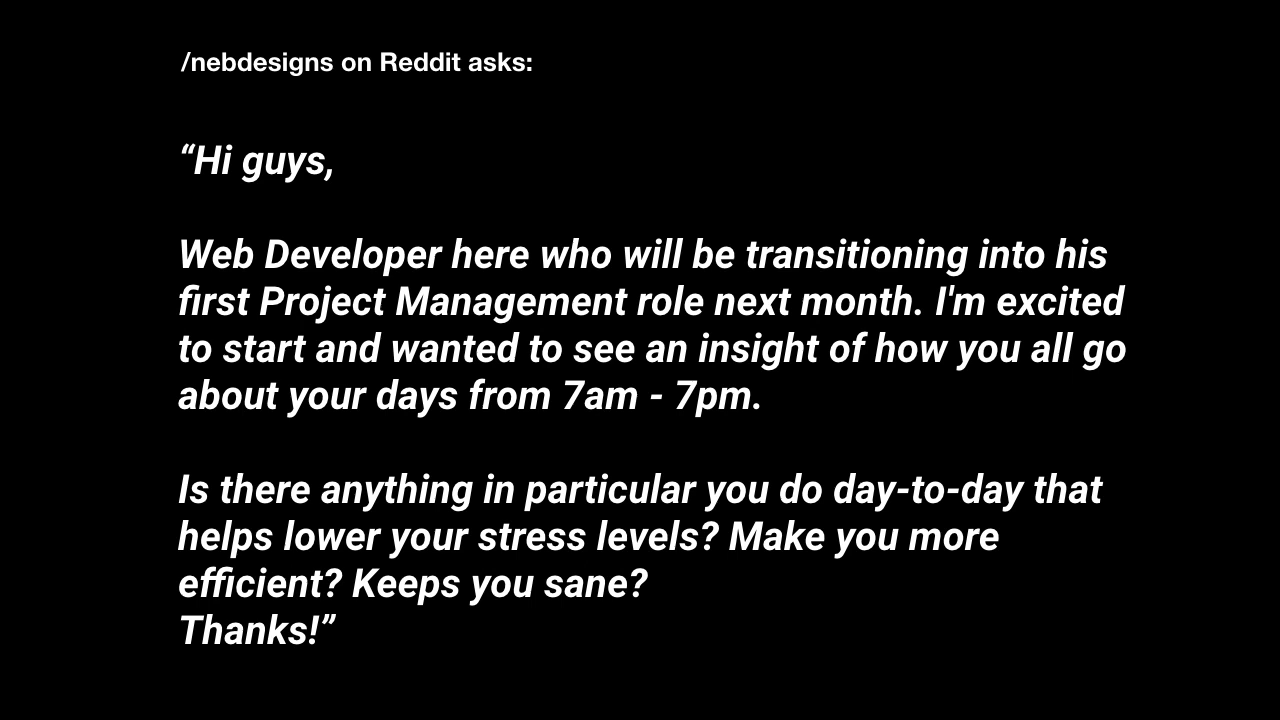 /nebdesigns on Reddit asks:
“Hi guys,
Web Developer here who will be transitioning into his
first Project Management role next month. I'm excited
to start and wanted to see an insight of how you all go
about your days from 7am - 7pm.
Is there anything in particular you do day-to-day that
helps lower your stress levels? Make you more
efficient? Keeps you sane?
Thanks!”